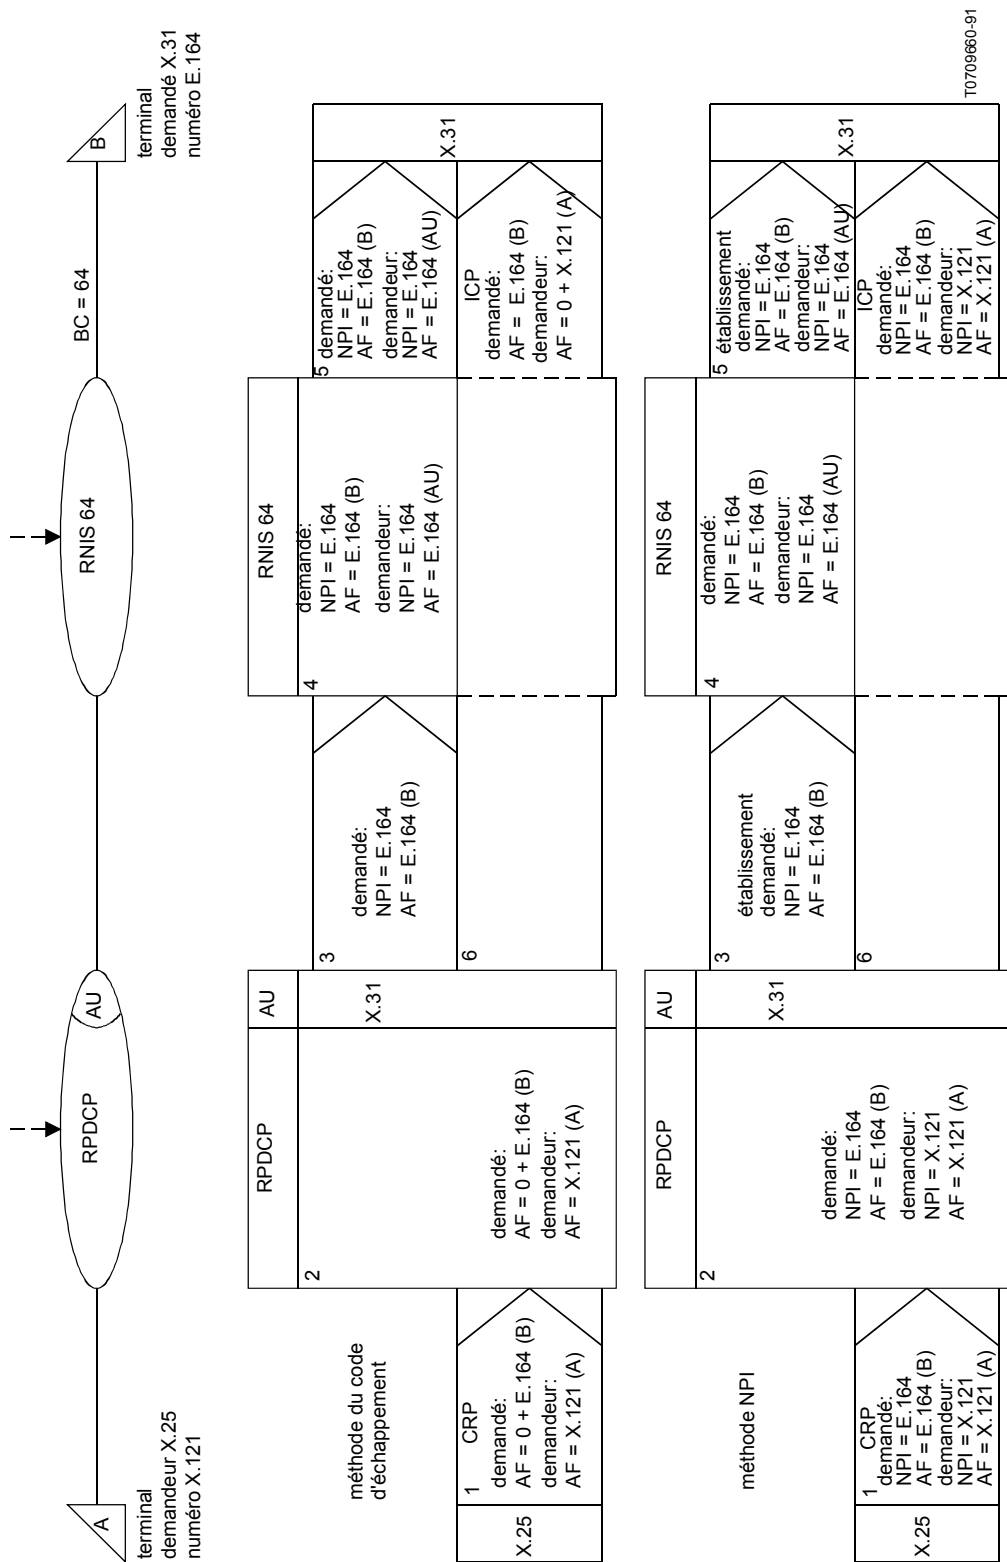 A
terminal
demandeur X.25
numéro X.121
RPDCP
AU
RNIS 64
BC = 64
B
terminal
demandé X.31
numéro E.164
méthode du code
d'échappement
X.25
1
CRP
demandé:
AF = 0 + E.164 (B)
demandeur:
AF = X.121 (A)
RPDCP
AU
2
demandé:
AF = 0 + E.164 (B)
demandeur:
AF = X.121 (A)
X.31
3
demandé:
NPI = E.164
AF = E.164 (B)
6
RNIS 64
4
demandé:
NPI = E.164
AF = E.164 (B)
demandeur:
NPI = E.164
AF = E.164 (AU)
5
demandé:
NPI = E.164
AF = E.164 (B)
demandeur:
NPI = E.164
AF = E.164 (AU)
ICP
demandé:
AF = E.164 (B)
demandeur:
AF = 0 + X.121 (A)
X.31
méthode NPI
X.25
1
CRP
demandé:
NPI = E.164
AF = E.164 (B)
demandeur:
NPI = X.121
AF = X.121 (A)
RPDCP
AU
2
demandé:
NPI = E.164
AF = E.164 (B)
demandeur:
NPI = X.121
AF = X.121 (A)
X.31
3
établissement
demandé:
NPI = E.164
AF = E.164 (B)
6
RNIS 64
4
demandé:
NPI = E.164
AF = E.164 (B)
demandeur:
NPI = E.164
AF = E.164 (AU)
5
établissement
demandé:
NPI = E.164
AF = E.164 (B)
demandeur:
NPI = E.164
AF = E.164 (AU)
ICP
demandé:
NPI = E.164
AF = E.164 (B)
demandeur:
NPI = X.121
AF = X.121 (A)
X.31
T0709660-91